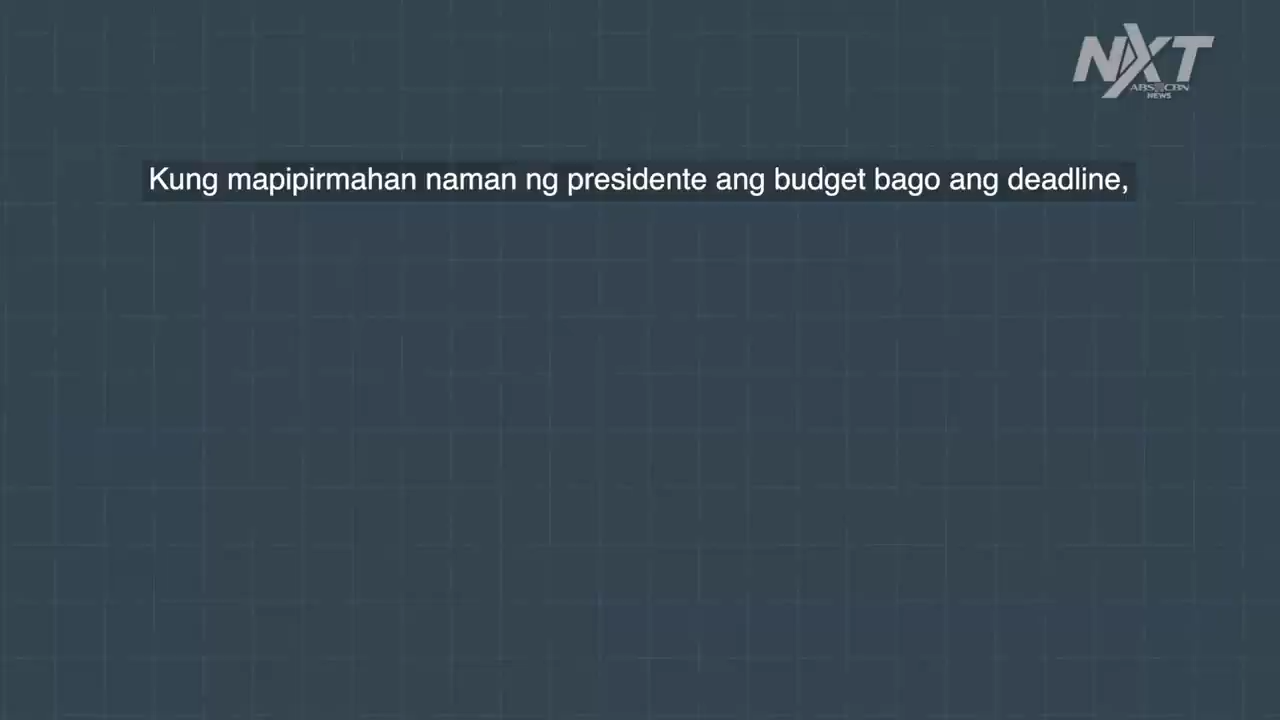 NXT
ABS-CBN
NEWS
Kung mapipirmahan naman ng presidente ang budget bago ang deadline,